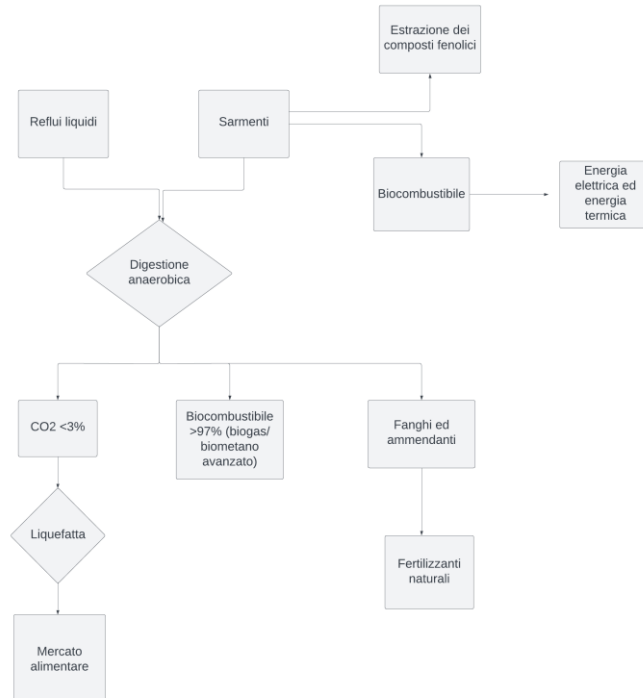 Estrazione dei
composti fenolici
Reflui liquidi
Sarmenti
Biocombustibile
Energia
elettrica ed
energia
termica
Digestione
anaerobica
CO2 <3%
Biocombustibile
>97% (biogas/
biometano
avanzato)
Fanghi ed
ammendanti
Liquefatta
Fertilizzanti
naturali
Mercato
alimentare